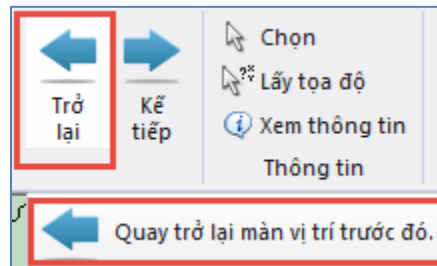 Trở
lại
Kế
tiếp
Chọn
Lấy tọa độ
Xem thông tin
Thông tin
Quay trở lại màn vị trí trước đó.